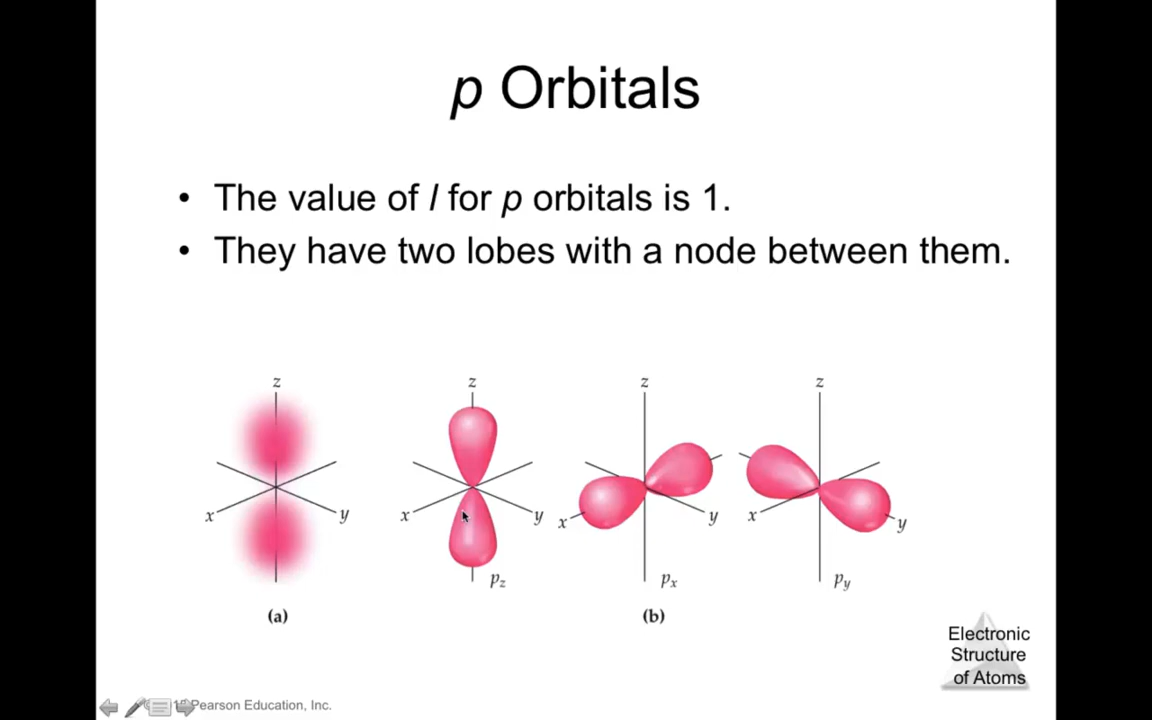 p Orbitals
• The value of l for p orbitals is 1.
• They have two lobes with a node between them.
z z z z
x y x y x y x y
pz px py
(a) (b)
Electronic
Structure
of Atoms
Pearson Education, Inc.